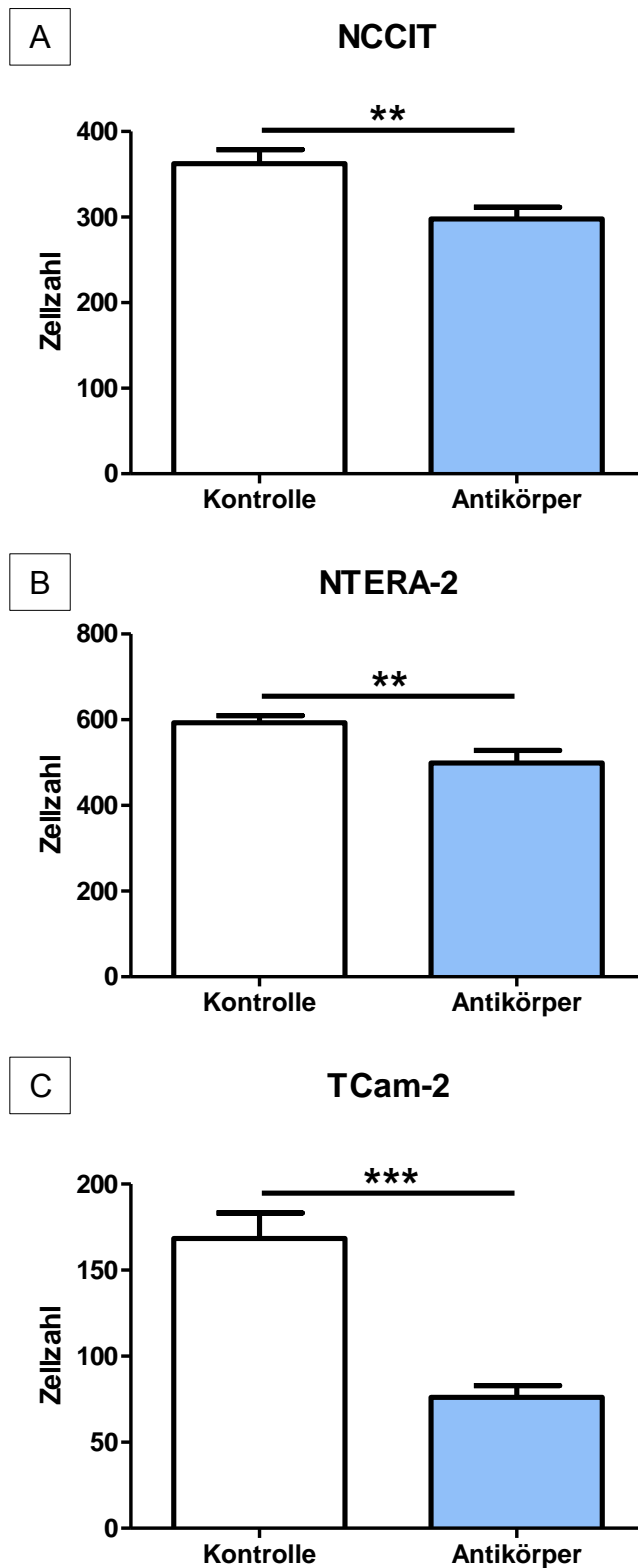 A
NCCIT
**
400
300
200
100
0
Zellzahl
Kontrolle Antikörper
B
NTERA-2
**
800
600
400
200
0
Zellzahl
Kontrolle Antikörper
C
TCam-2
***
200
150
100
50
0
Zellzahl
Kontrolle Antikörper